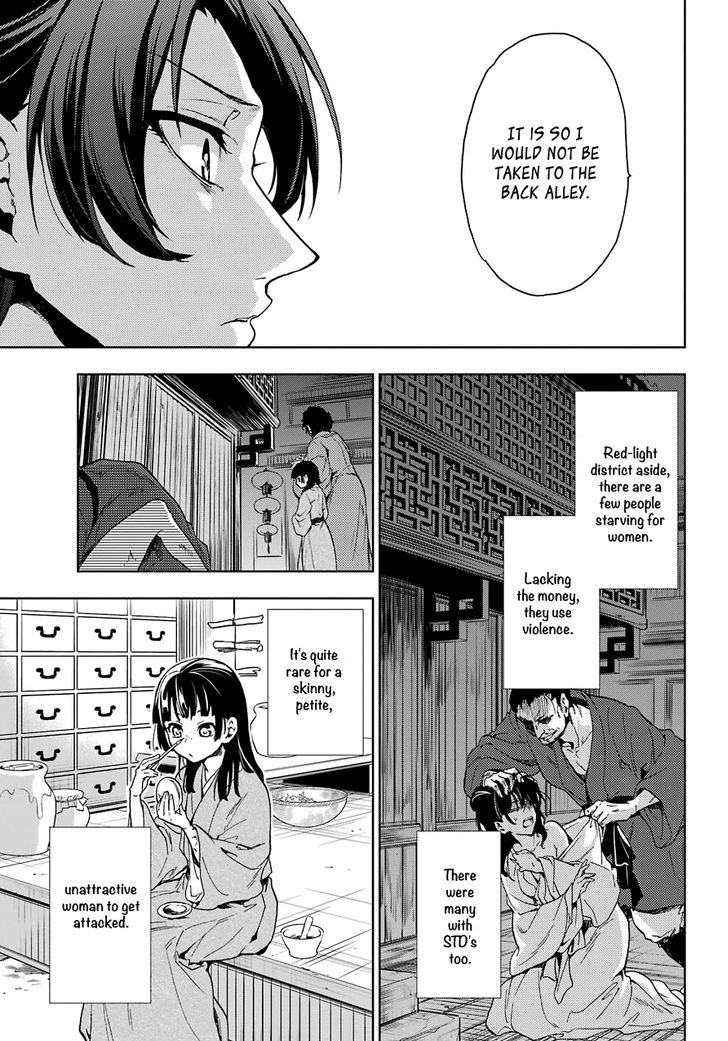 IT IS SO I
WOULD NOT BE
TAKEN TO THE
BACK ALLEY.
Red-light
district aside,
there are a
few people
starving for
women.
Lacking
the money,
they use
violence.
There
were
many
with
STD's
too.
It's quite
rare for a
skinny,
petite,
unattractive
woman to get
attacked.